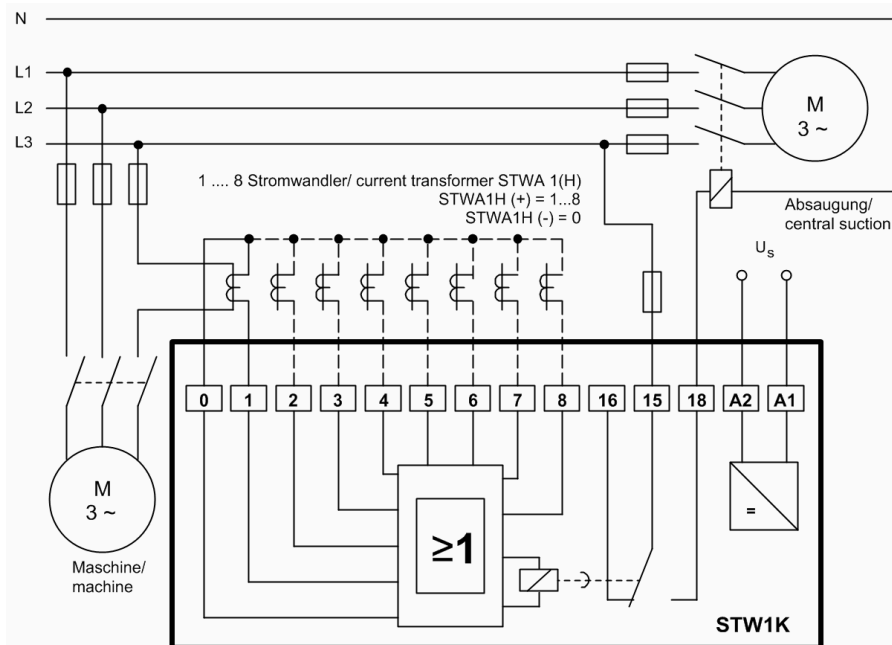 N
L1
L2
L3
M
3 ~
1 .... 8 Stromwandler/ current transformer STWA 1(H)
STWA1H (+) = 1...8
STWA1H (-) = 0
Absaugung/
central suction
Us
0 1 2 3 4 5 6 7 8 16 15 18 A2 A1
M
3 ~
≥1
=
Maschine/
machine
STW1K